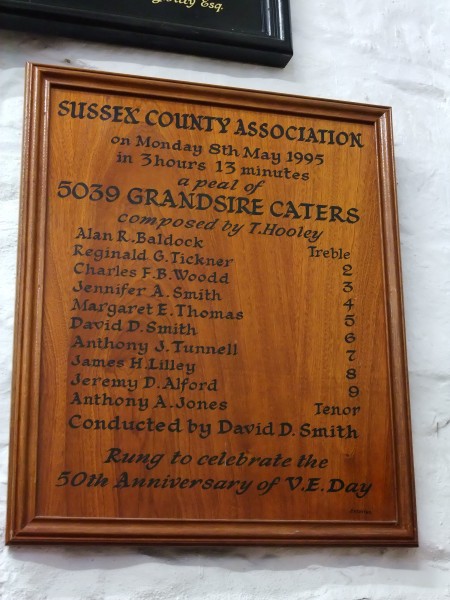 golley Esq.
SUSSEX COUNTY ASSOCIATION
on Monday 8th May 1995
in 3 hours 13 minutes
a peal of
5039 GRANDSIRE CATERS
composed by T. Hooley
Alan R. Baldock Treble
Reginald G. Tickner 2
Charles F.B. Woodd 3
Jennifer A. Smith 4
Margaret E. Thomas 5
David D. Smith 6
Anthony J. Tunnell 7
James H. Lilley 8
Jeremy D. Alford 9
Anthony A. Jones Tenor
Conducted by David D. Smith
Rung to celebrate the
50th Anniversary of V.E. Day